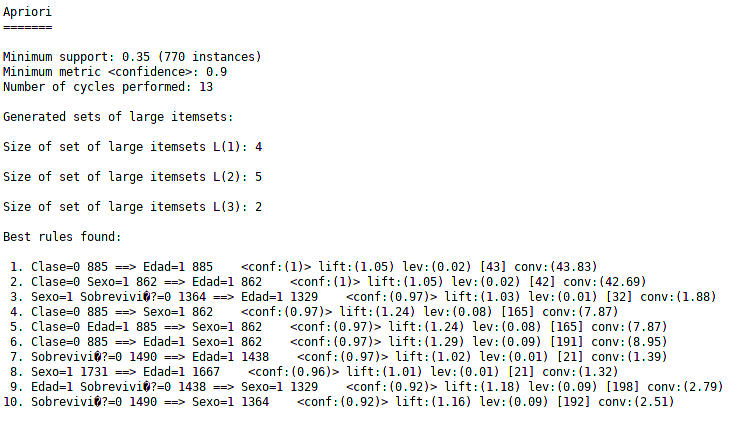 Apriori
=======
Minimum support: 0.35 (770 instances)
Minimum metric <confidence>: 0.9
Number of cycles performed: 13
Generated sets of large itemsets:
Size of set of large itemsets L(1): 4
Size of set of large itemsets L(2): 5
Size of set of large itemsets L(3): 2
Best rules found:
1. Clase=0 885 ==> Edad=1 885 <conf:(1)> lift:(1.05) lev:(0.02) [43] conv:(43.83)
2. Clase=0 Sexo=1 862 ==> Edad=1 862 <conf:(1)> lift:(1.05) lev:(0.02) [42] conv:(42.69)
3. Sexo=1 Sobrevivi�?=0 1364 ==> Edad=1 1329 <conf:(0.97)> lift:(1.03) lev:(0.01) [32] conv:(1.88)
4. Clase=0 885 ==> Sexo=1 862 <conf:(0.97)> lift:(1.24) lev:(0.08) [165] conv:(7.87)
5. Clase=0 Edad=1 885 ==> Sexo=1 862 <conf:(0.97)> lift:(1.24) lev:(0.08) [165] conv:(7.87)
6. Clase=0 885 ==> Edad=1 Sexo=1 862 <conf:(0.97)> lift:(1.29) lev:(0.09) [191] conv:(8.95)
7. Sobrevivi�?=0 1490 ==> Edad=1 1438 <conf:(0.97)> lift:(1.02) lev:(0.01) [21] conv:(1.39)
8. Sexo=1 1731 ==> Edad=1 1667 <conf:(0.96)> lift:(1.01) lev:(0.01) [21] conv:(1.32)
9. Edad=1 Sobrevivi�?=0 1438 ==> Sexo=1 1329 <conf:(0.92)> lift:(1.18) lev:(0.09) [198] conv:(2.79)
10. Sobrevivi�?=0 1490 ==> Sexo=1 1364 <conf:(0.92)> lift:(1.16) lev:(0.09) [192] conv:(2.51)